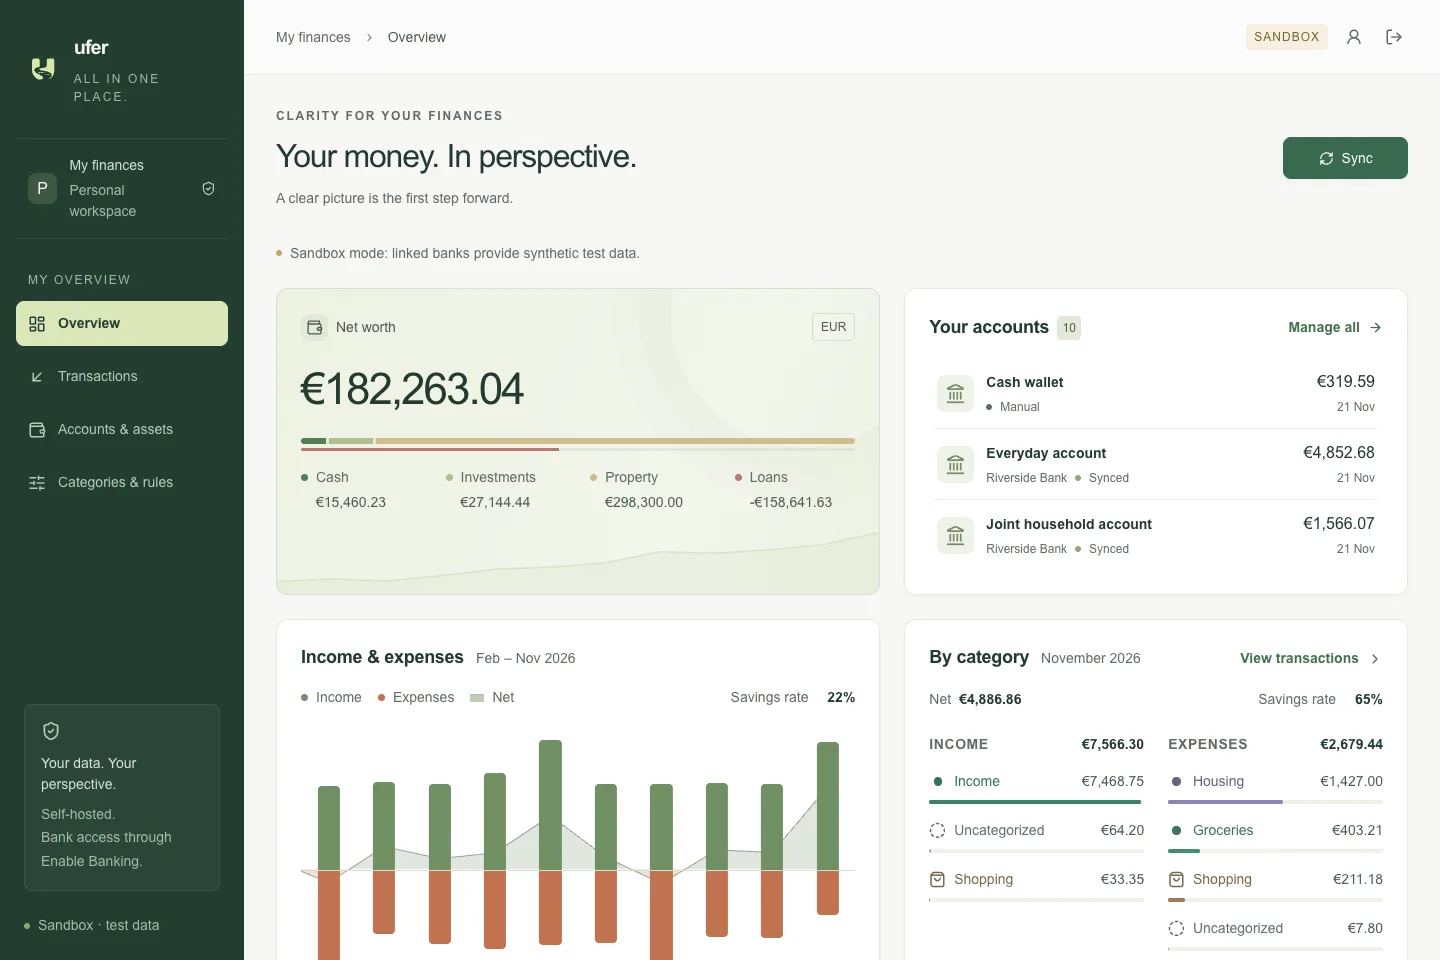 ufer
ALL IN ONE
PLACE.
P
My finances
Personal
workspace
MY OVERVIEW
Overview
Transactions
Accounts & assets
Categories & rules
Your data. Your
perspective.
Self-hosted.
Bank access through
Enable Banking.
Sandbox · test data
My finances > Overview
SANDBOX
CLARITY FOR YOUR FINANCES
Your money. In perspective.
A clear picture is the first step forward.
Sync
Sandbox mode: linked banks provide synthetic test data.
Net worth
EUR
€182,263.04
Cash Investments Property Loans
€15,460.23 €27,144.44 €298,300.00 -€158,641.63
Your accounts 10
Manage all
Cash wallet €319.59
Manual 21 Nov
Everyday account €4,852.68
Riverside Bank Synced 21 Nov
Joint household account €1,566.07
Riverside Bank Synced 21 Nov
Income & expenses Feb – Nov 2026
Income Expenses Net Savings rate 22%
By category November 2026 View transactions
Net €4,886.86 Savings rate 65%
INCOME €7,566.30
Income €7,468.75
Uncategorized €64.20
Shopping €33.35
EXPENSES €2,679.44
Housing €1,427.00
Groceries €403.21
Shopping €211.18
Uncategorized €7.80